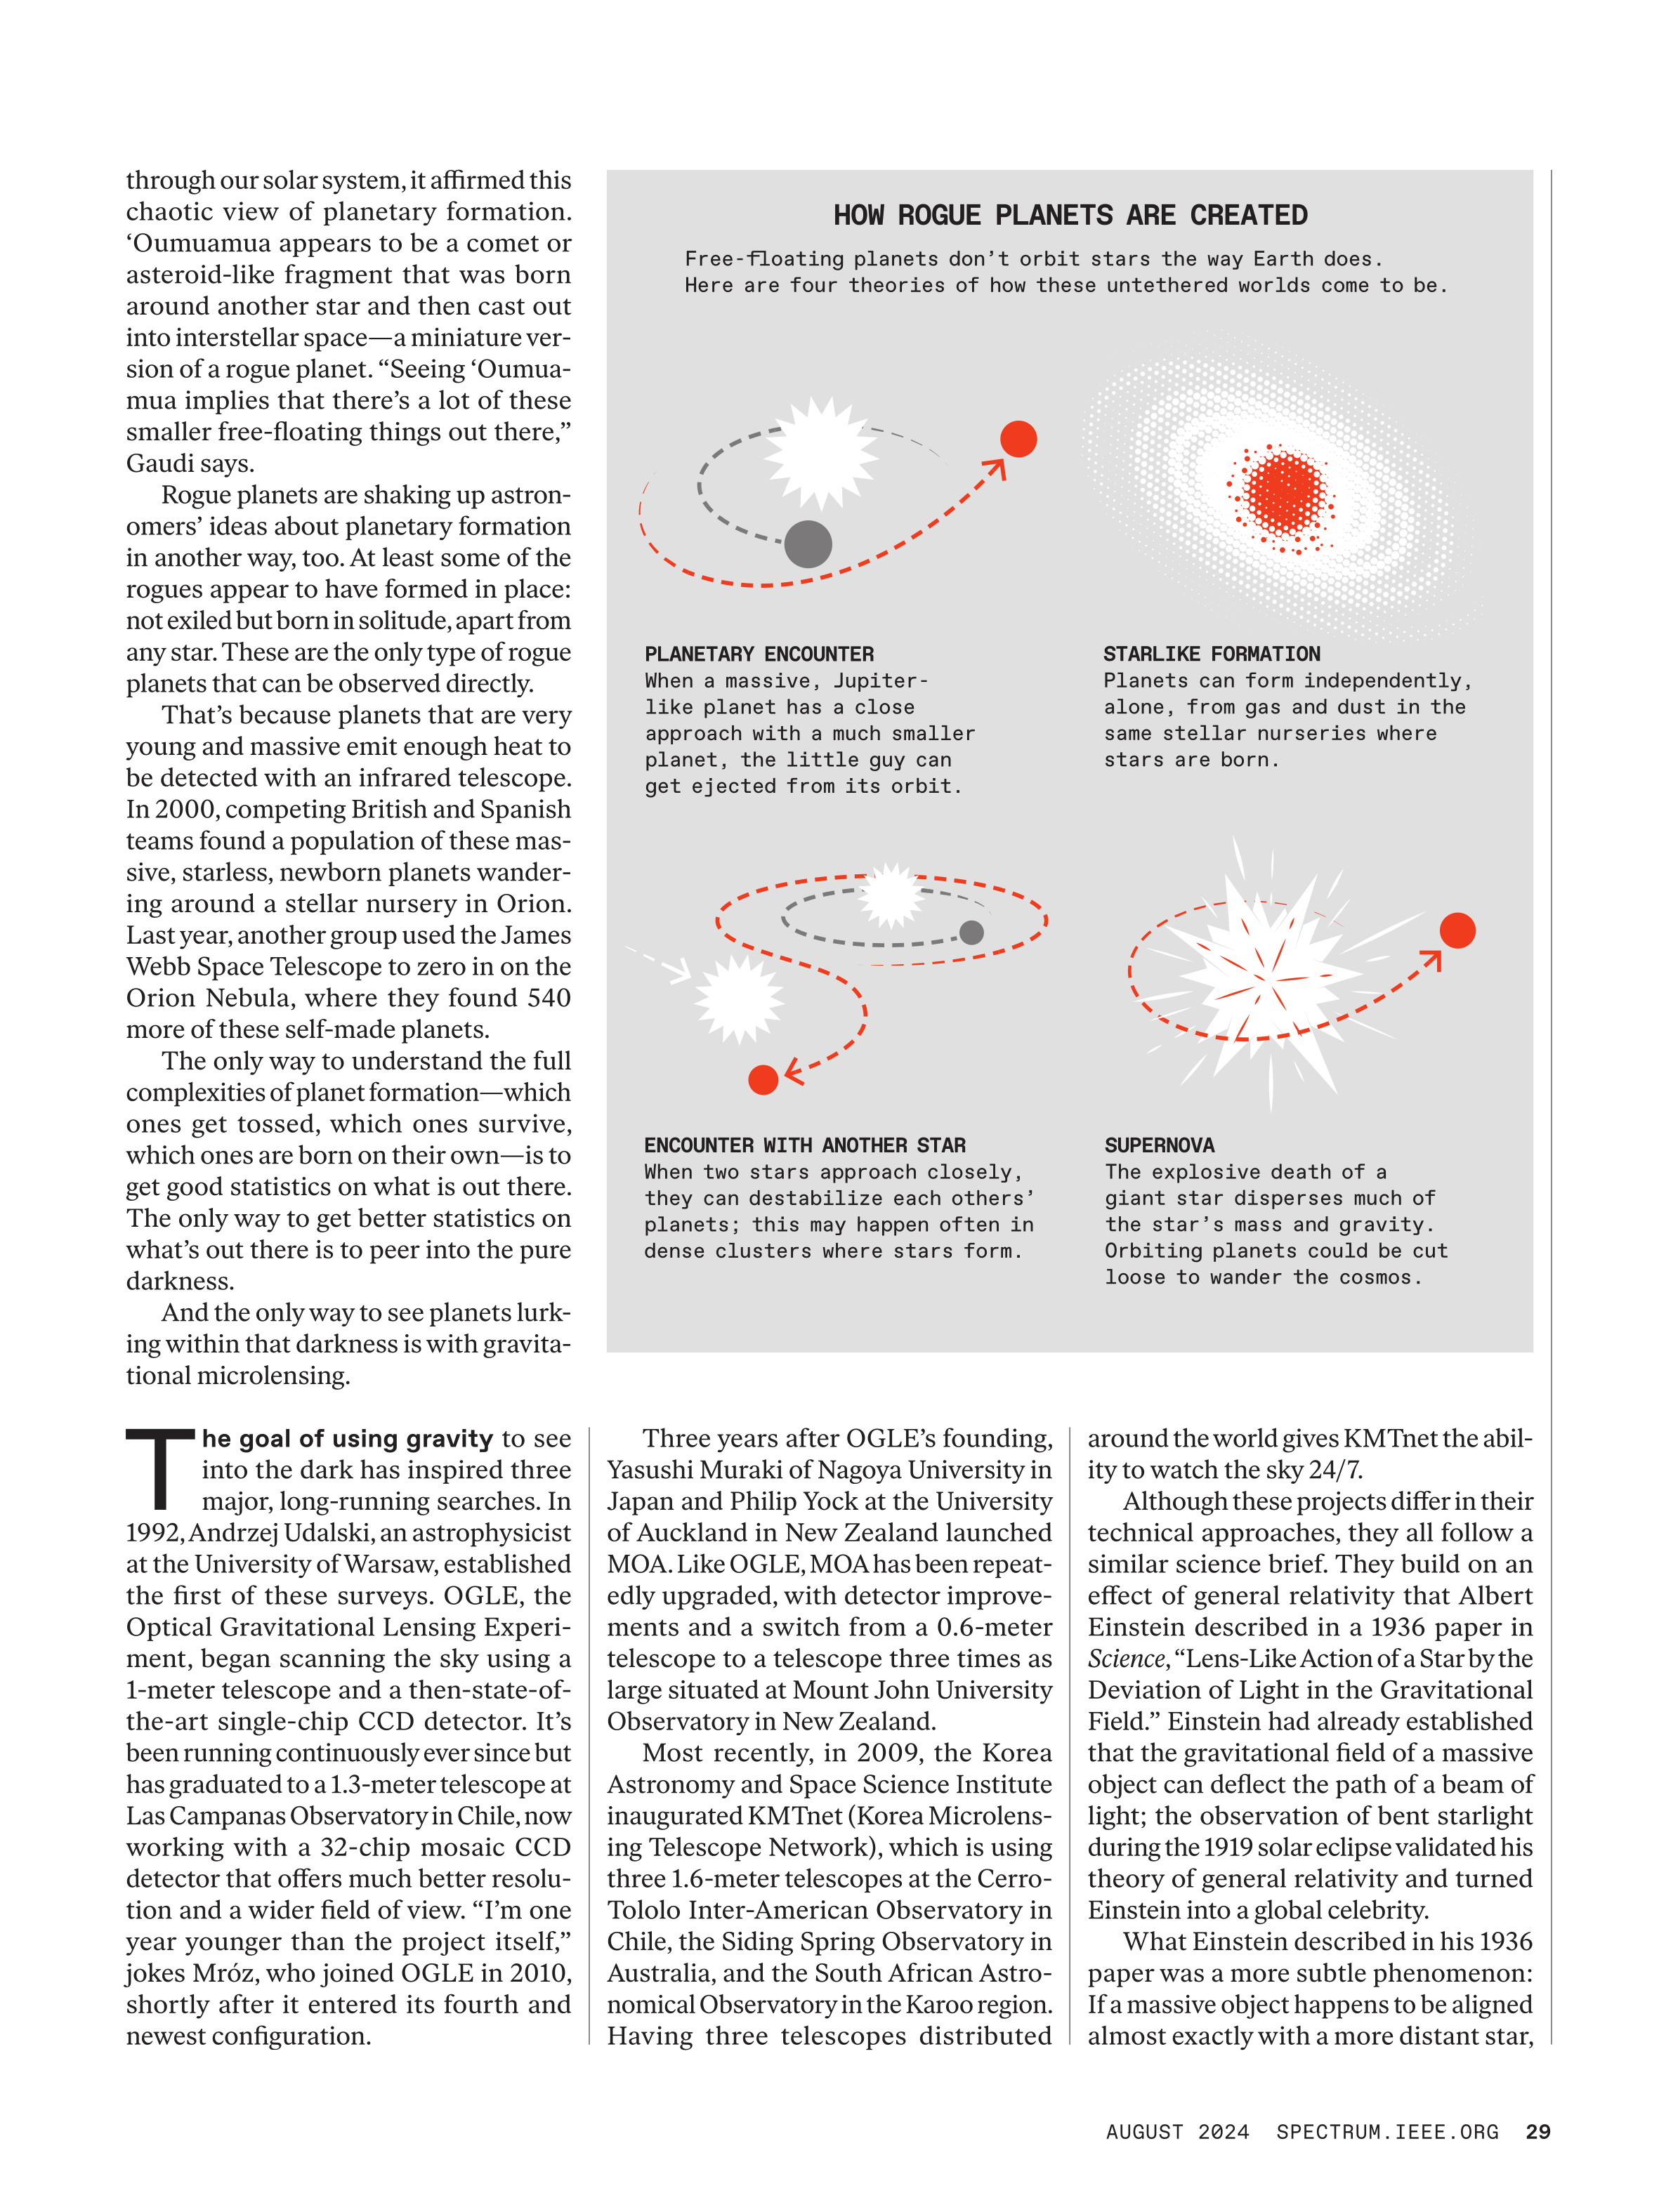 through our solar system, it affirmed this
chaotic view of planetary formation.
‘Oumuamua appears to be a comet or
asteroid-like fragment that was born
around another star and then cast out
into interstellar space—a miniature ver-
sion of a rogue planet. “Seeing ‘Oumua-
mua implies that there’s a lot of these
smaller free-floating things out there,”
Gaudi says.
Rogue planets are shaking up astron-
omers’ ideas about planetary formation
in another way, too. At least some of the
rogues appear to have formed in place:
not exiled but born in solitude, apart from
any star. These are the only type of rogue
planets that can be observed directly.
That’s because planets that are very
young and massive emit enough heat to
be detected with an infrared telescope.
In 2000, competing British and Spanish
teams found a population of these mas-
sive, starless, newborn planets wander-
ing around a stellar nursery in Orion.
Last year, another group used the James
Webb Space Telescope to zero in on the
Orion Nebula, where they found 540
more of these self-made planets.
The only way to understand the full
complexities of planet formation—which
ones get tossed, which ones survive,
which ones are born on their own—is to
get good statistics on what is out there.
The only way to get better statistics on
what’s out there is to peer into the pure
darkness.
And the only way to see planets lurk-
ing within that darkness is with gravita-
tional microlensing.
HOW ROGUE PLANETS ARE CREATED
Free-floating planets don’t orbit stars the way Earth does.
Here are four theories of how these untethered worlds come to be.
PLANETARY ENCOUNTER
When a massive, Jupiter-
like planet has a close
approach with a much smaller
planet, the little guy can
get ejected from its orbit.
STARLIKE FORMATION
Planets can form independently,
alone, from gas and dust in the
same stellar nurseries where
stars are born.
ENCOUNTER WITH ANOTHER STAR
When two stars approach closely,
they can destabilize each others’
planets; this may happen often in
dense clusters where stars form.
SUPERNOVA
The explosive death of a
giant star disperses much of
the star’s mass and gravity.
Orbiting planets could be cut
loose to wander the cosmos.
The goal of using gravity to see
into the dark has inspired three
major, long-running searches. In
1992, Andrzej Udalski, an astrophysicist
at the University of Warsaw, established
the first of these surveys. OGLE, the
Optical Gravitational Lensing Experi-
ment, began scanning the sky using a
1-meter telescope and a then-state-of-
the-art single-chip CCD detector. It’s
been running continuously ever since but
has graduated to a 1.3-meter telescope at
Las Campanas Observatory in Chile, now
working with a 32-chip mosaic CCD
detector that offers much better resolu-
tion and a wider field of view. “I’m one
year younger than the project itself,”
jokes Mróz, who joined OGLE in 2010,
shortly after it entered its fourth and
newest configuration.
Three years after OGLE’s founding,
Yasushi Muraki of Nagoya University in
Japan and Philip Yock at the University
of Auckland in New Zealand launched
MOA. Like OGLE, MOA has been repeat-
edly upgraded, with detector improve-
ments and a switch from a 0.6-meter
telescope to a telescope three times as
large situated at Mount John University
Observatory in New Zealand.
Most recently, in 2009, the Korea
Astronomy and Space Science Institute
inaugurated KMTnet (Korea Microlens-
ing Telescope Network), which is using
three 1.6-meter telescopes at the Cerro-
Tololo Inter-American Observatory in
Chile, the Siding Spring Observatory in
Australia, and the South African Astro-
nomical Observatory in the Karoo region.
Having three telescopes distributed
around the world gives KMTnet the abil-
ity to watch the sky 24/7.
Although these projects differ in their
technical approaches, they all follow a
similar science brief. They build on an
effect of general relativity that Albert
Einstein described in a 1936 paper in
Science, “Lens-Like Action of a Star by the
Deviation of Light in the Gravitational
Field.” Einstein had already established
that the gravitational field of a massive
object can deflect the path of a beam of
light; the observation of bent starlight
during the 1919 solar eclipse validated his
theory of general relativity and turned
Einstein into a global celebrity.
What Einstein described in his 1936
paper was a more subtle phenomenon:
If a massive object happens to be aligned
almost exactly with a more distant star,
AUGUST 2024 SPECTRUM.IEEE.ORG 29